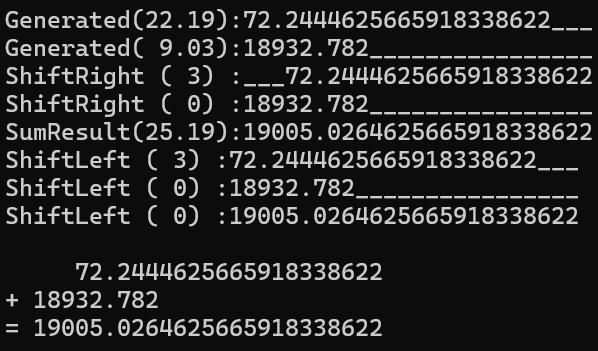 Generated(22.19):72.2444625665918338622___
Generated( 9.03):18932.782________________
ShiftRight ( 3) :___72.2444625665918338622
ShiftRight ( 0) :18932.782________________
SumResult(25.19):19005.0264625665918338622
ShiftLeft ( 3) :72.2444625665918338622___
ShiftLeft ( 0) :18932.782________________
ShiftLeft ( 0) :19005.0264625665918338622
72.2444625665918338622
+ 18932.782
= 19005.0264625665918338622